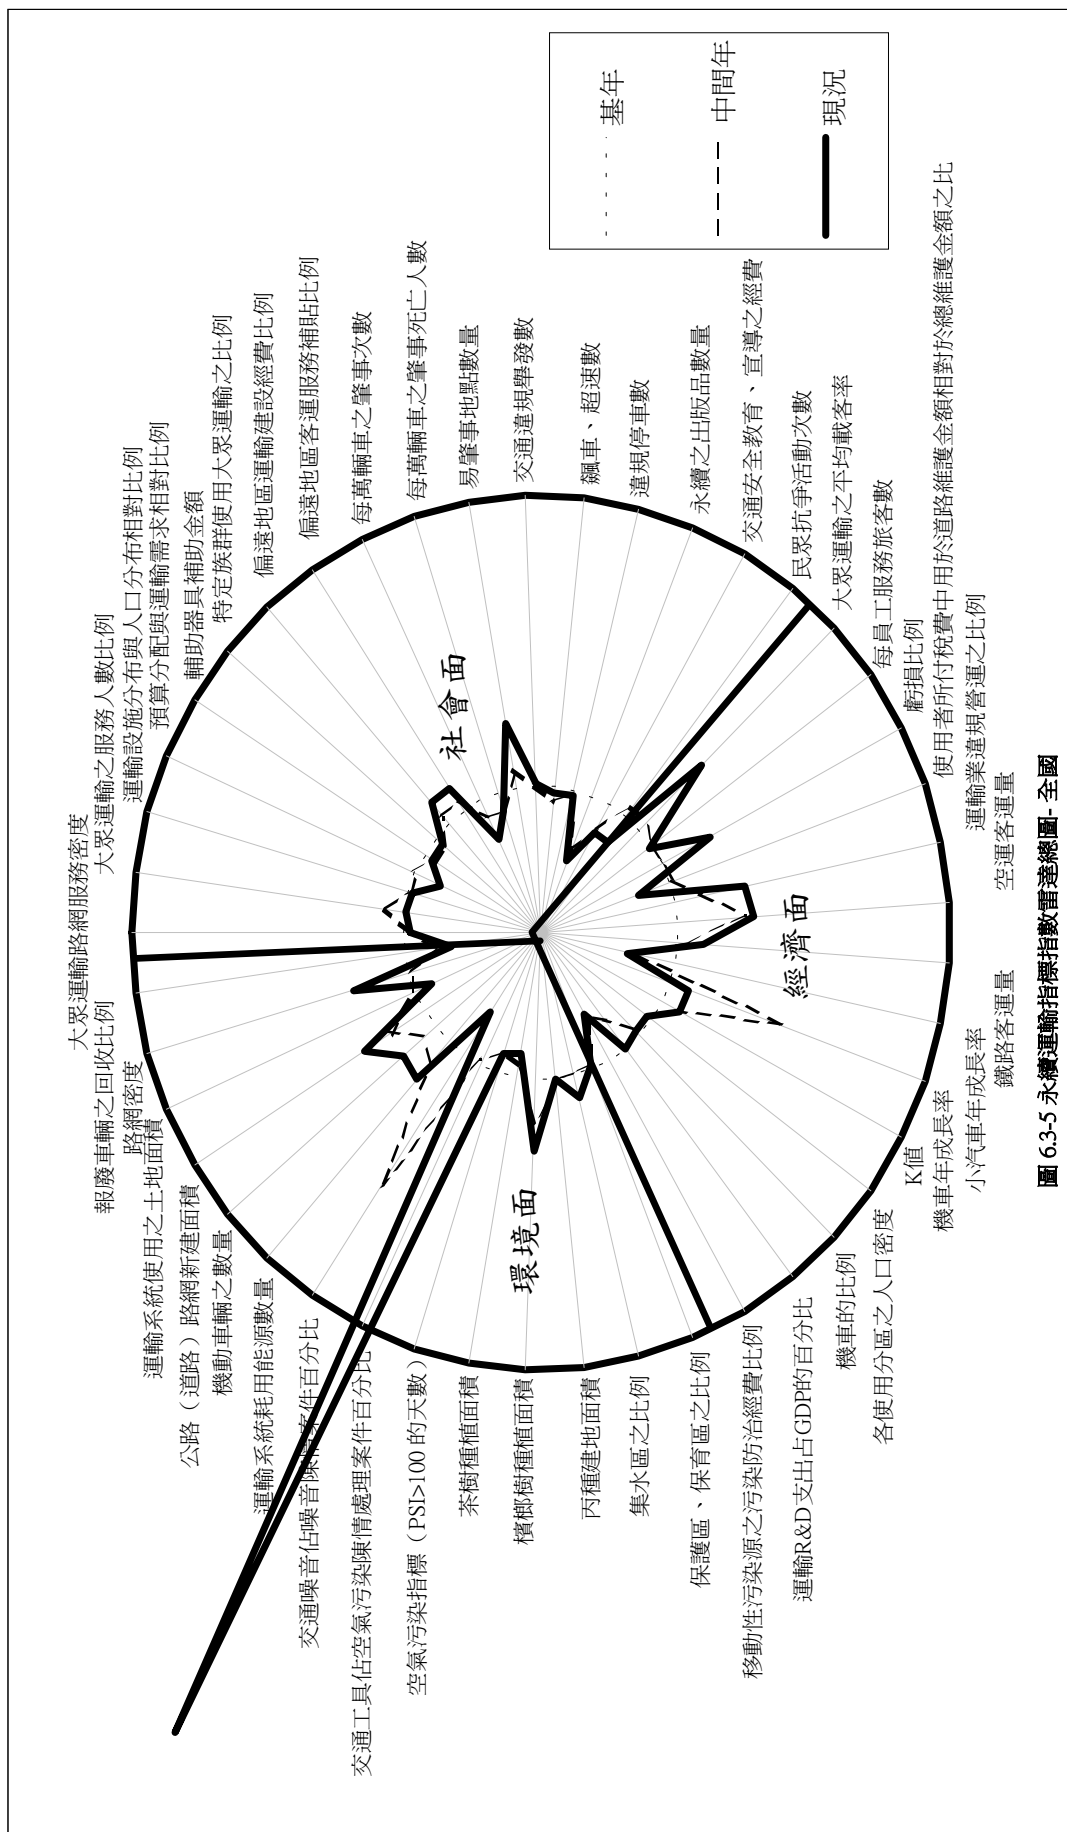 基年
中間年
現況
大眾運輸路網服務密度
大眾運輸之服務人數比例
運輸設施分布與人口分布相對比例
預算分配與運輸需求相對比例
輔助器具補助金額
特定族群使用大眾運輸之比例
偏遠地區運輸建設經費比例
偏遠地區客運服務補貼比例
每萬輛車之肇事次數
每萬輛車之肇事死亡人數
易肇事地點數量
交通違規舉發數
飆車、超速數
違規停車數
永續之出版品數量
交通安全教育、宣導之經費
民眾抗爭活動次數
大眾運輸之平均載客率
每員工服務旅客數
虧損比例
使用者所付稅費中用於道路維護金額相對於總維護金額之比
運輸業違規營運之比例
空運客運量
鐵路客運量
小汽車年成長率
機車年成長率
K值
各使用分區之人口密度
機車的比例
運輸R&D支出占GDP的百分比
移動性污染源之污染防治經費比例
保護區、保育區之比例
集水區之比例
丙種建地面積
檳榔樹種植面積
茶樹種植面積
空氣污染指標（PSI>100 的天數）
交通工具佔空氣污染陳情處理案件百分比
交通噪音佔噪音陳情案件百分比
運輸系統耗用能源數量
機動車輛之數量
公路（道路）路網新建面積
運輸系統使用之土地面積
路網密度
報廢車輛之回收比例
社會面
經濟面
環境面
圖 6.3-5 永續運輸指標指數雷達總圖- 全國